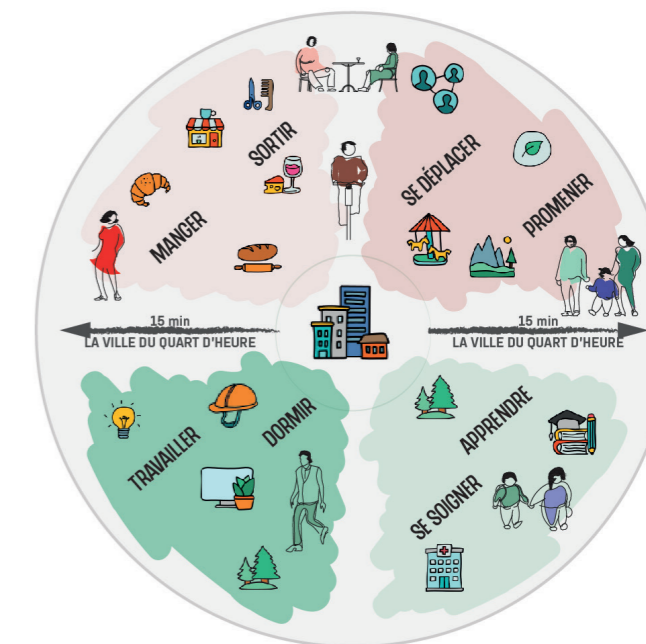 SORTIR
MANGER
SE DÉPLACER
PROMENER
15 min
LA VILLE DU QUART D'HEURE
15 min
LA VILLE DU QUART D'HEURE
TRAVAILLER
DORMIR
APPRENDRE
SE SOIGNER